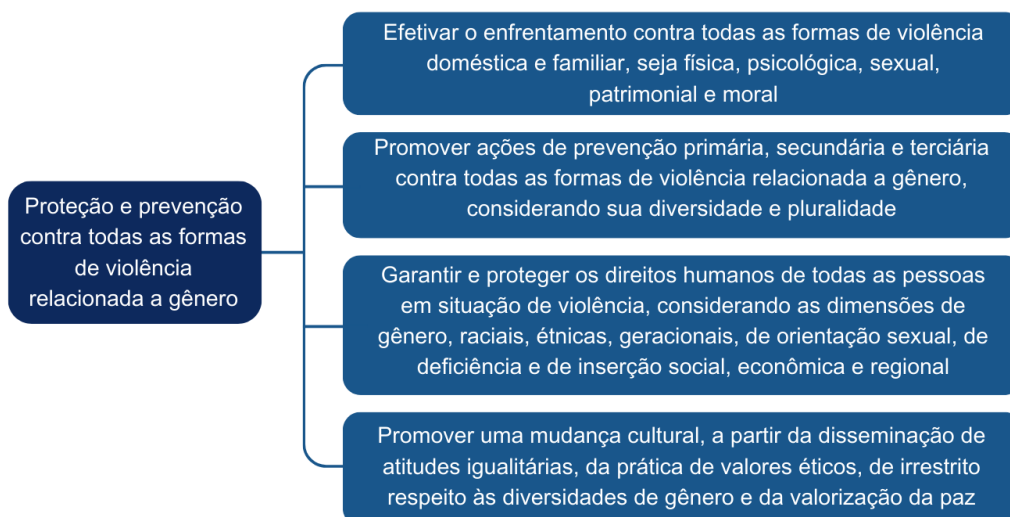 Proteção e prevenção
contra todas as formas
de violência
relacionada a gênero
Efetivar o enfrentamento contra todas as formas de violência
doméstica e familiar, seja física, psicológica, sexual,
patrimonial e moral
Promover ações de prevenção primária, secundária e terciária
contra todas as formas de violência relacionada a gênero,
considerando sua diversidade e pluralidade
Garantir e proteger os direitos humanos de todas as pessoas
em situação de violência, considerando as dimensões de
gênero, raciais, étnicas, geracionais, de orientação sexual, de
deficiência e de inserção social, econômica e regional
Promover uma mudança cultural, a partir da disseminação de
atitudes igualitárias, da prática de valores éticos, de irrestrito
respeito às diversidades de gênero e da valorização da paz